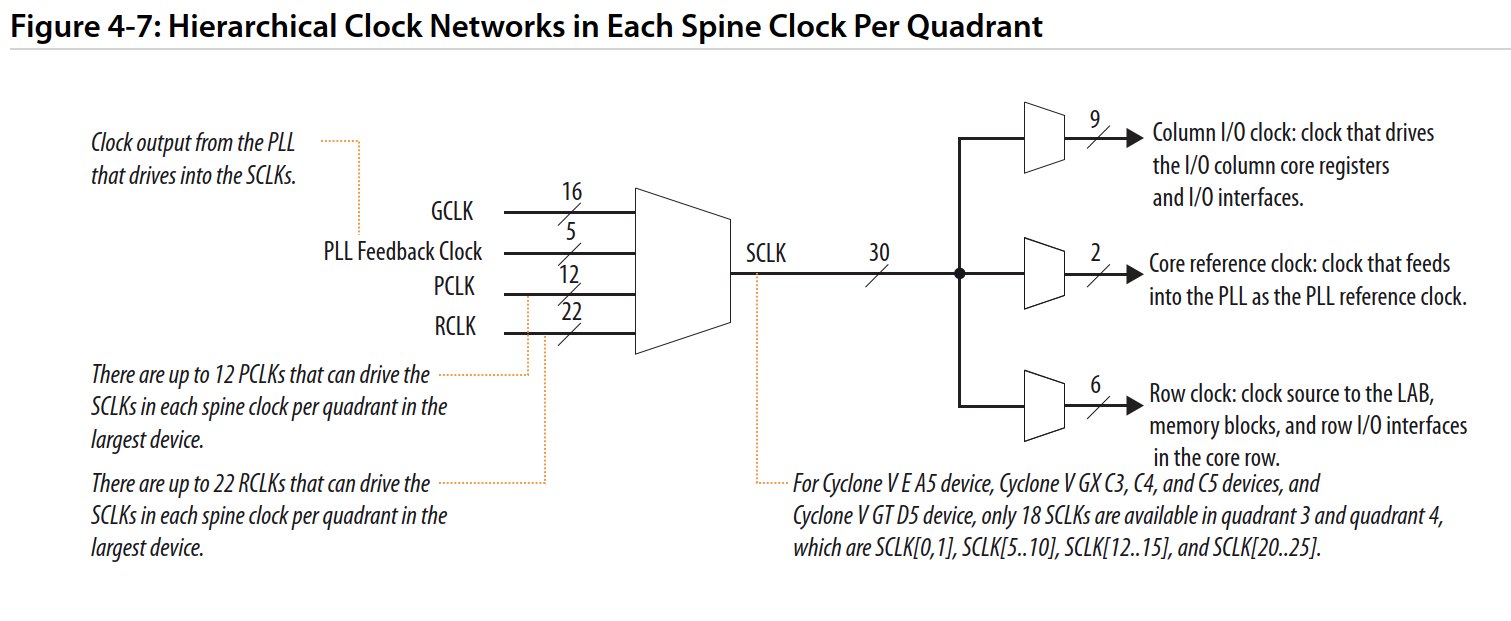 Figure 4-7: Hierarchical Clock Networks in Each Spine Clock Per Quadrant
Clock output from the PLL
that drives into the SCLKs.
GCLK
16
PLL Feedback Clock
5
PCLK
12
RCLK
22
SCLK
30
9
Column I/O clock: clock that drives
the I/O column core registers
and I/O interfaces.
2
Core reference clock: clock that feeds
into the PLL as the PLL reference clock.
6
Row clock: clock source to the LAB,
memory blocks, and row I/O interfaces
in the core row.
There are up to 12 PCLKs that can drive the
SCLKs in each spine clock per quadrant in the
largest device.
There are up to 22 RCLKs that can drive the
SCLKs in each spine clock per quadrant in the
largest device.
For Cyclone V E A5 device, Cyclone V GX C3, C4, and C5 devices, and
Cyclone V GT D5 device, only 18 SCLKs are available in quadrant 3 and quadrant 4,
which are SCLK[0,1], SCLK[5..10], SCLK[12..15], and SCLK[20..25].